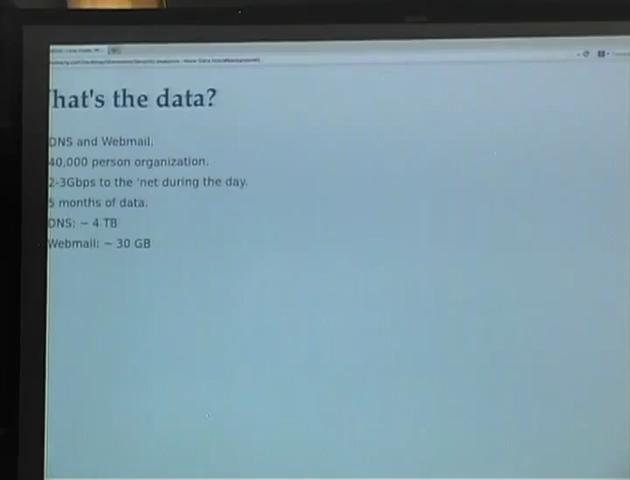 hat's the data?
DNS and Webmail.
40,000 person organization.
2-3Gbps to the 'net during the day.
5 months of data.
DNS: ~ 4 TB
Webmail: ~ 30 GB